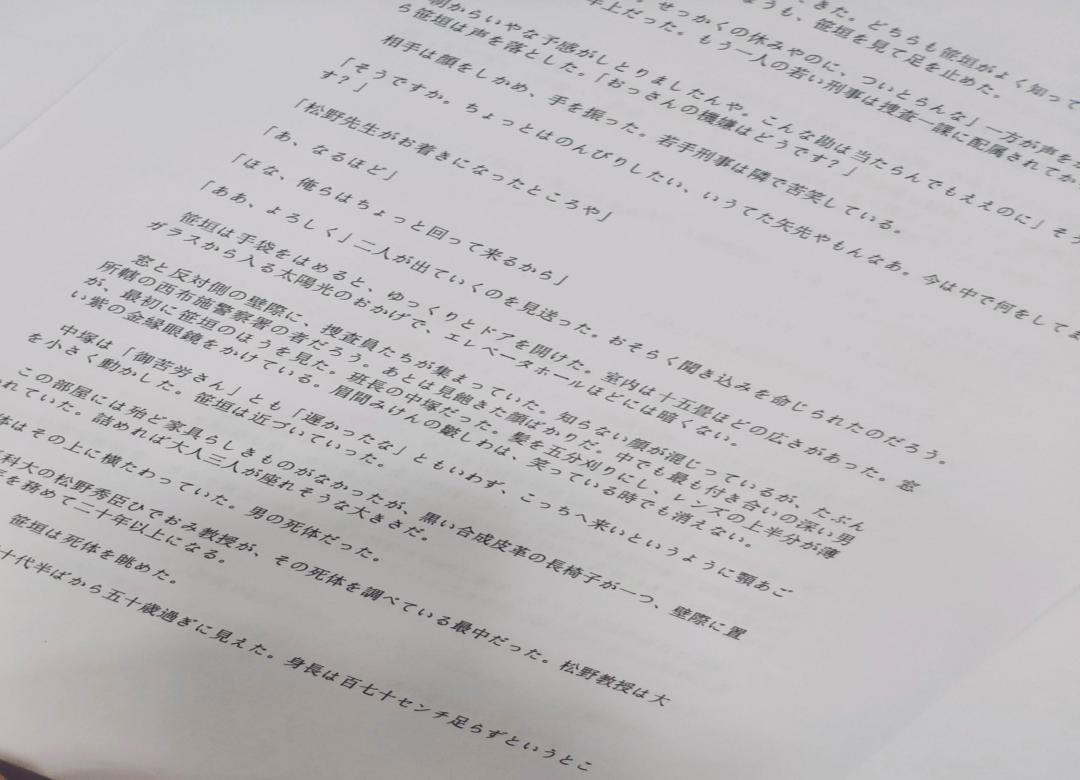 きた。どちらも笹垣がよく知って
ようも、笹垣を見て足を止めた。
せっかくの休みやのに、ついとらんな」一方が声を
年上だった。もう一人の若い刑事は捜査一課に配属されてか
朝からいやな予感がしとりましたんや。こんな勘は当たらんでもええのに」そう
ら笹垣は声を落とした。「おっさんの機嫌はどうです？」
相手は顔をしかめ、手を振った。若手刑事は隣で苦笑している。
「そうですか。ちょっとはのんびりしたい、いうてた矢先やもんなあ。今は中で何をしてま
す？」
「松野先生がお着きになったところや」
「あ、なるほど」
「ほな、俺らはちょっと回って来るから」
「ああ、よろしく」二人が出ていくのを見送った。おそらく聞き込みを命じられたのだろう。
笹垣は手袋をはめると、ゆっくりとドアを開けた。室内は十五畳ほどの広さがあった。窓
ガラスから入る太陽光のおかげで、エレベータホールほどには暗くない。
窓と反対側の壁際に、捜査員たちが集まっていた。知らない顔が混じっているが、たぶん
所轄の西布施警察署の者だろう。あとは見飽きた顔ばかりだ。中でも最も付き合いの深い男
が、最初に笹垣のほうを見た。班長の中塚だった。髪を五分刈りにし、レンズの上半分が薄
い紫の金縁眼鏡をかけている。眉間みけんの皺しわは、笑っている時でも消えない。
中塚は「御苦労さん」とも「遅かったな」ともいわず、こっちへ来いというように顎あご
を小さく動かした。笹垣は近づいていった。
この部屋には殆ど家具らしきものがなかったが、黒い合成皮革の長椅子が一つ、壁際に置
かれていた。詰めれば大人三人が座れそうな大きさだ。
体はその上に横たわっていた。男の死体だった。
医科大の松野秀臣ひでおみ教授が、その死体を調べている最中だった。松野教授は大
を務めて二十年以上になる。
笹垣は死体を眺めた。
十代半ばから五十歳過ぎに見えた。身長は百七十センチ足らずというとこ